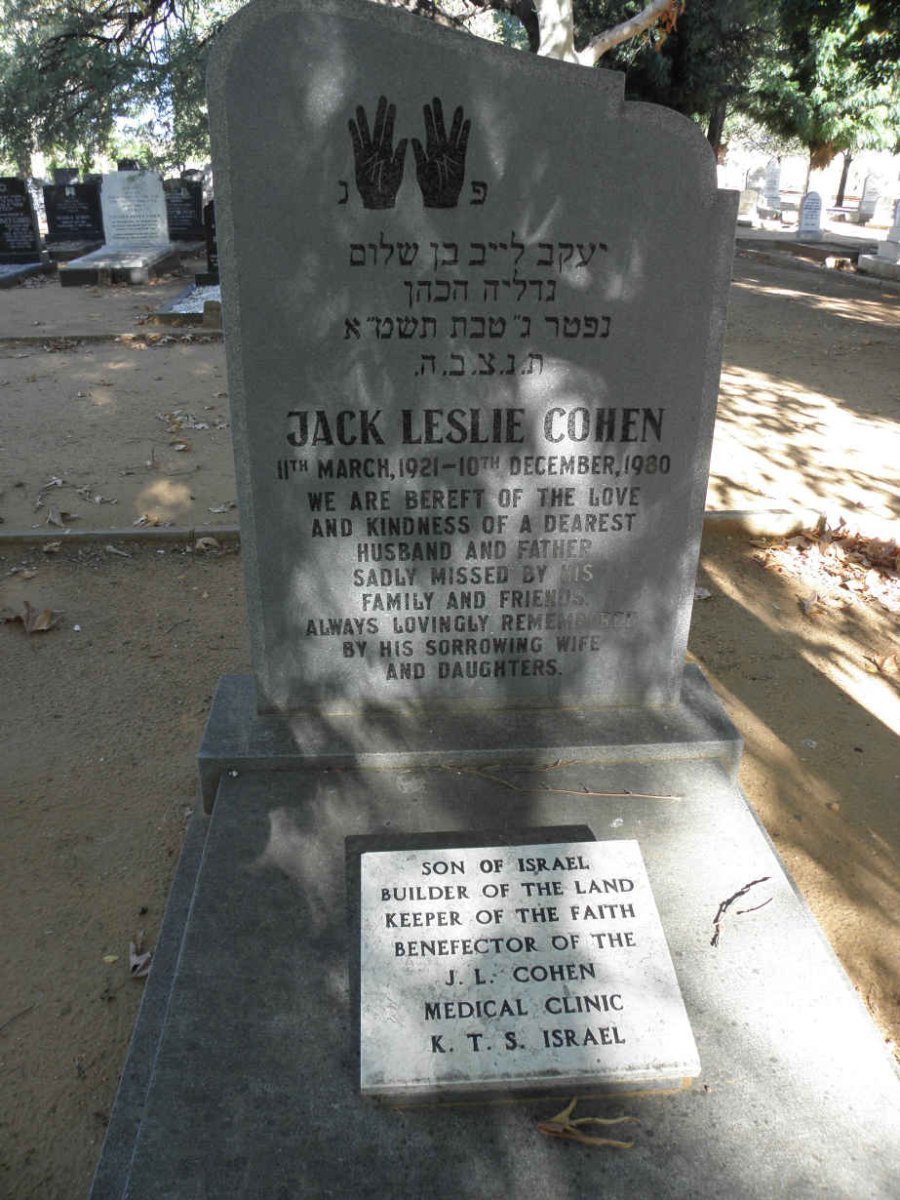 פ נ
יעקב לייב בן שלום
גדליה הכהן
נפטר ג״ טבת תשמ״א
ת.נ.צ.ב.ה.
JACK LESLIE COHEN
11TH MARCH, 1921 – 10TH DECEMBER, 1980
WE ARE BEREFT OF THE LOVE
AND KINDNESS OF A DEAREST
HUSBAND AND FATHER
SADLY MISSED BY HIS
FAMILY AND FRIENDS.
ALWAYS LOVINGLY REMEMBERED
BY HIS SORROWING WIFE
AND DAUGHTERS.
SON OF ISRAEL
BUILDER OF THE LAND
KEEPER OF THE FAITH
BENEFECTOR OF THE
J. L. COHEN
MEDICAL CLINIC
K. T. S. ISRAEL